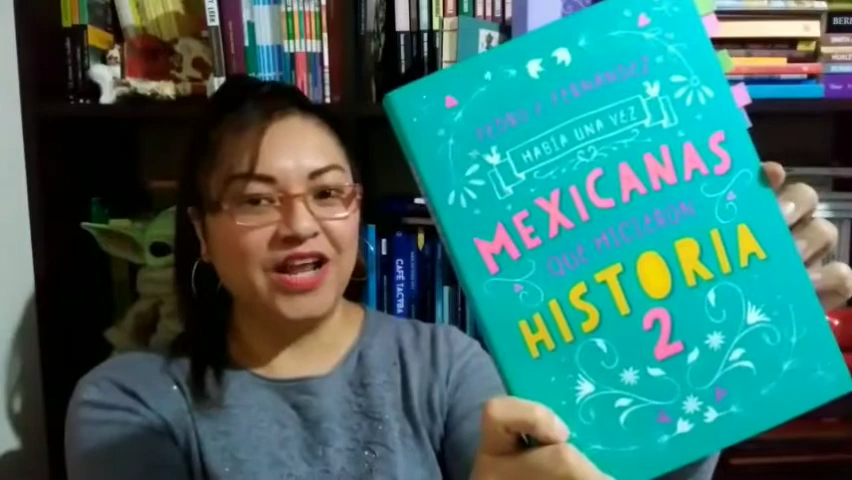 PEDRO J. FERNÁNDEZ
HABÍA UNA VEZ
MEXICANAS
QUE HICIERON
HISTORIA
2
CAFÉ TACVBA